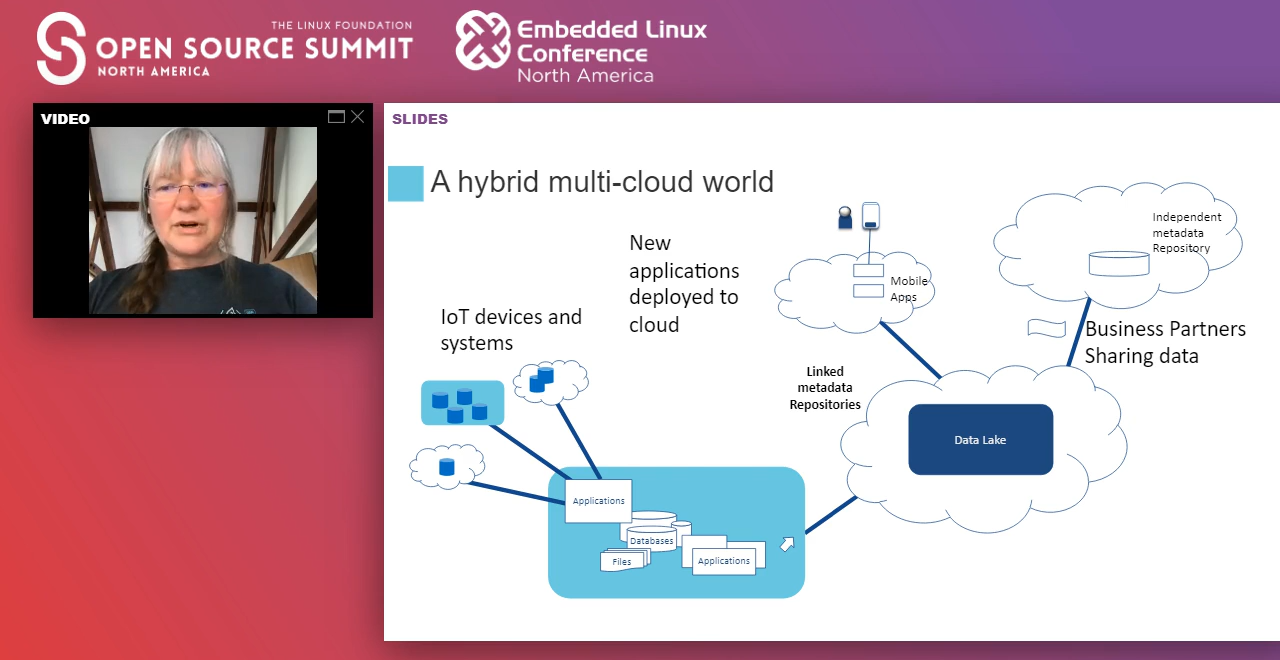 THE LINUX FOUNDATION
OPEN SOURCE SUMMIT
NORTH AMERICA
Embedded Linux
Conference
North America
VIDEO
SLIDES
A hybrid multi-cloud world
New
applications
deployed to
cloud
IoT devices and
systems
Mobile
Apps
Independent
metadata
Repository
Business Partners
Sharing data
Linked
metadata
Repositories
Data Lake
Applications
Databases
Files
Applications